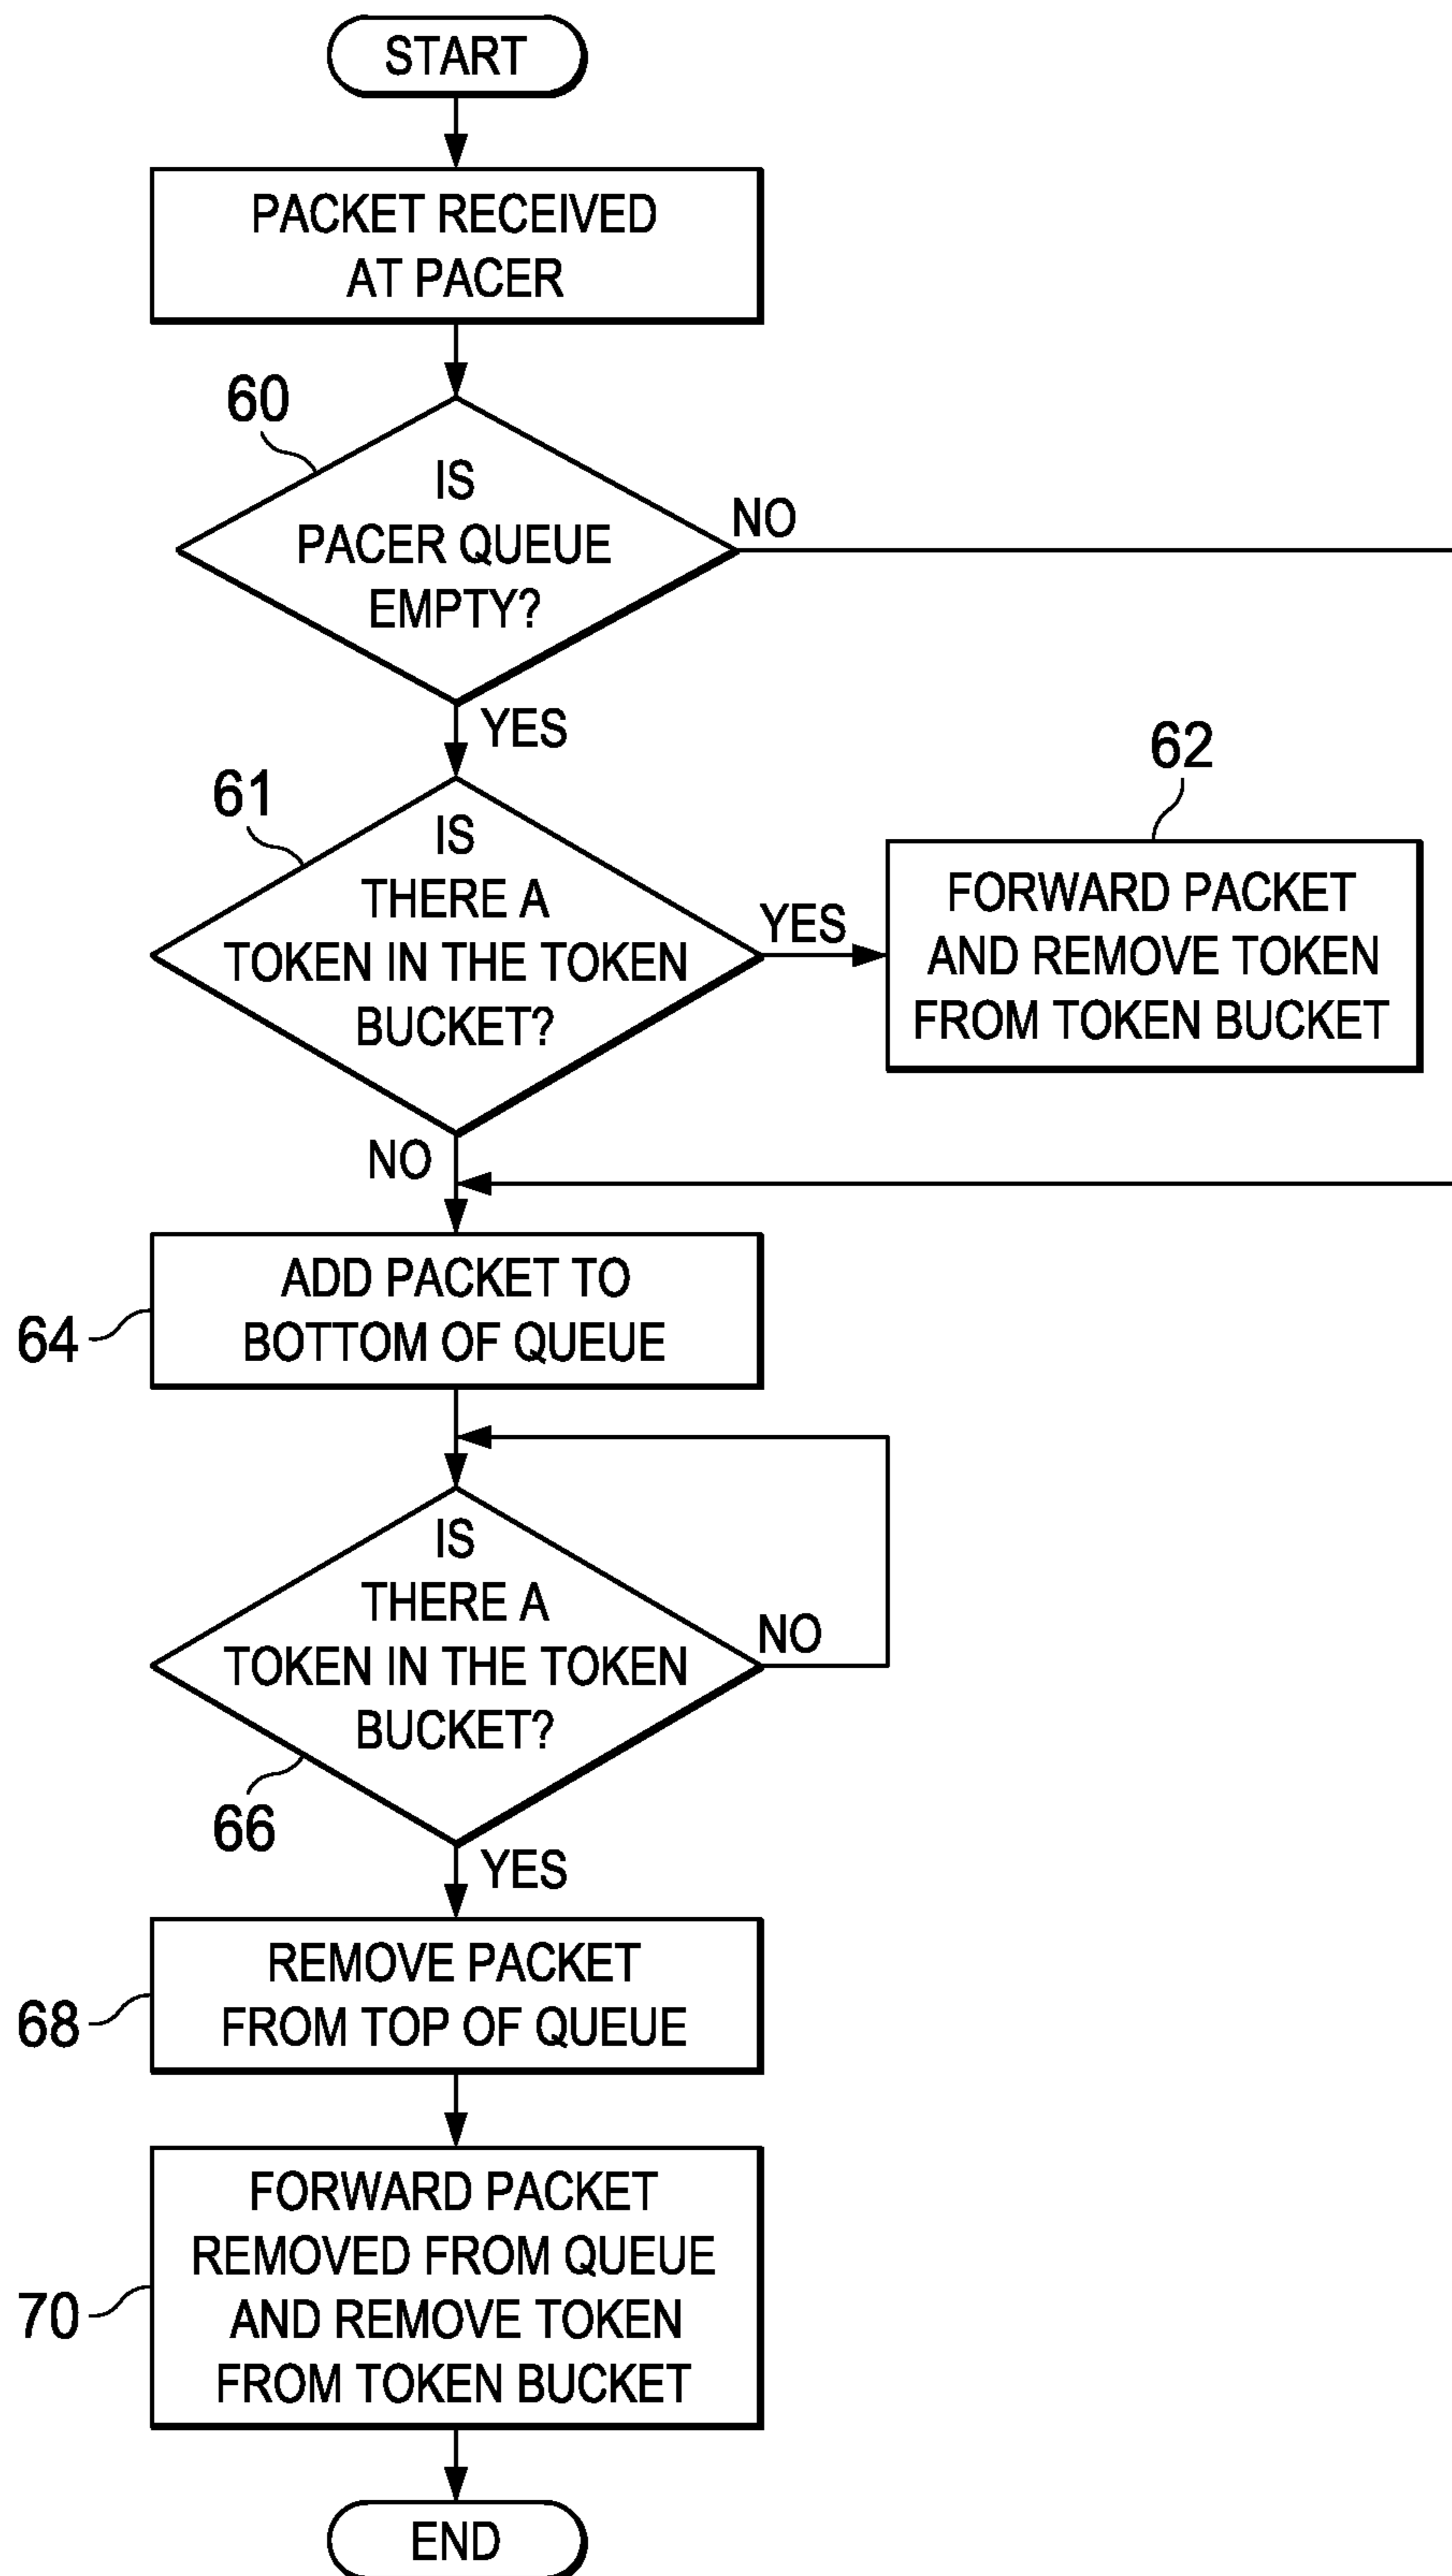 START
PACKET RECEIVED
AT PACER
60
IS
PACER QUEUE
EMPTY?
NO
YES
61
IS
THERE A
TOKEN IN THE TOKEN
BUCKET?
YES
62
FORWARD PACKET
AND REMOVE TOKEN
FROM TOKEN BUCKET
NO
64
ADD PACKET TO
BOTTOM OF QUEUE
IS
THERE A
TOKEN IN THE TOKEN
BUCKET?
NO
66
YES
68
REMOVE PACKET
FROM TOP OF QUEUE
70
FORWARD PACKET
REMOVED FROM QUEUE
AND REMOVE TOKEN
FROM TOKEN BUCKET
END